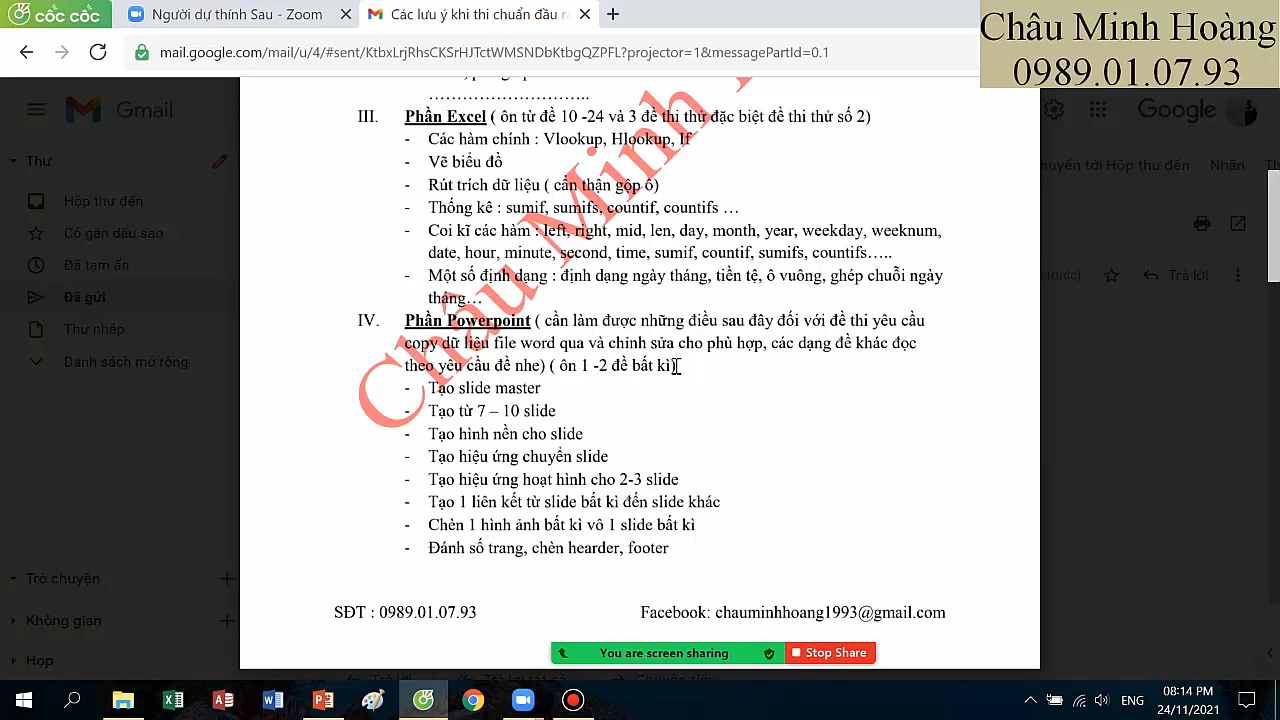 cốc cốc
Người dự thính Sau - Zoom
Các lưu ý khi thi chuẩn đầu ra
Châu Minh Hoàng
0989.01.07.93
mail.google.com/mail/u/4/#sent/KtbxLrjRhsCKSrHJTctWMSNDbKtbgQZPFL?projector=1&messagePartId=0.1
Gmail
Google
Thư
Hộp thư đến
Có gắn dấu sao
Đã tạm ẩn
Đã gửi
Thư nháp
Danh sách mở rộng
Trò chuyện
Không gian
Họp
chuyển tới Hộp thư đến
Nhãn
Trả lời
………………………..
III. Phần Excel ( ôn từ đề 10 -24 và 3 đề thi thử đặc biệt đề thi thử số 2)
- Các hàm chính : Vlookup, Hlookup, If
- Vẽ biểu đồ
- Rút trích dữ liệu ( cẩn thận gộp ô)
- Thống kê : sumif, sumifs, countif, countifs …
- Coi kĩ các hàm : left, right, mid, len, day, month, year, weekday, weeknum,
date, hour, minute, second, time, sumif, countif, sumifs, countifs…..
- Một số định dạng : định dạng ngày tháng, tiền tệ, ô vuông, ghép chuỗi ngày
tháng…
IV. Phần Powerpoint ( cần làm được những điều sau đây đối với đề thi yêu cầu
copy dữ liệu file word qua và chỉnh sửa cho phù hợp, các dạng đề khác đọc
theo yêu cầu đề nhe) ( ôn 1 -2 đề bất kì)
- Tạo slide master
- Tạo từ 7 – 10 slide
- Tạo hình nền cho slide
- Tạo hiệu ứng chuyển slide
- Tạo hiệu ứng hoạt hình cho 2-3 slide
- Tạo 1 liên kết từ slide bất kì đến slide khác
- Chèn 1 hình ảnh bất kì vô 1 slide bất kì
- Đánh số trang, chèn hearder, footer
Châu Minh
SĐT : 0989.01.07.93
Facebook: chauminhhoang1993@gmail.com
You are screen sharing
Stop Share
ENG
08:14 PM
24/11/2021